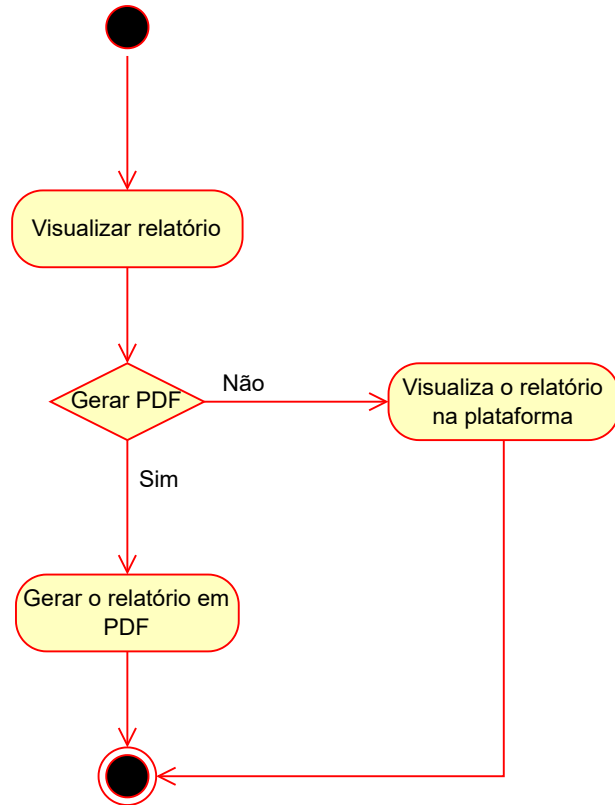 Visualizar relatório
Gerar PDF
Não
Visualiza o relatório
na plataforma
Sim
Gerar o relatório em
PDF